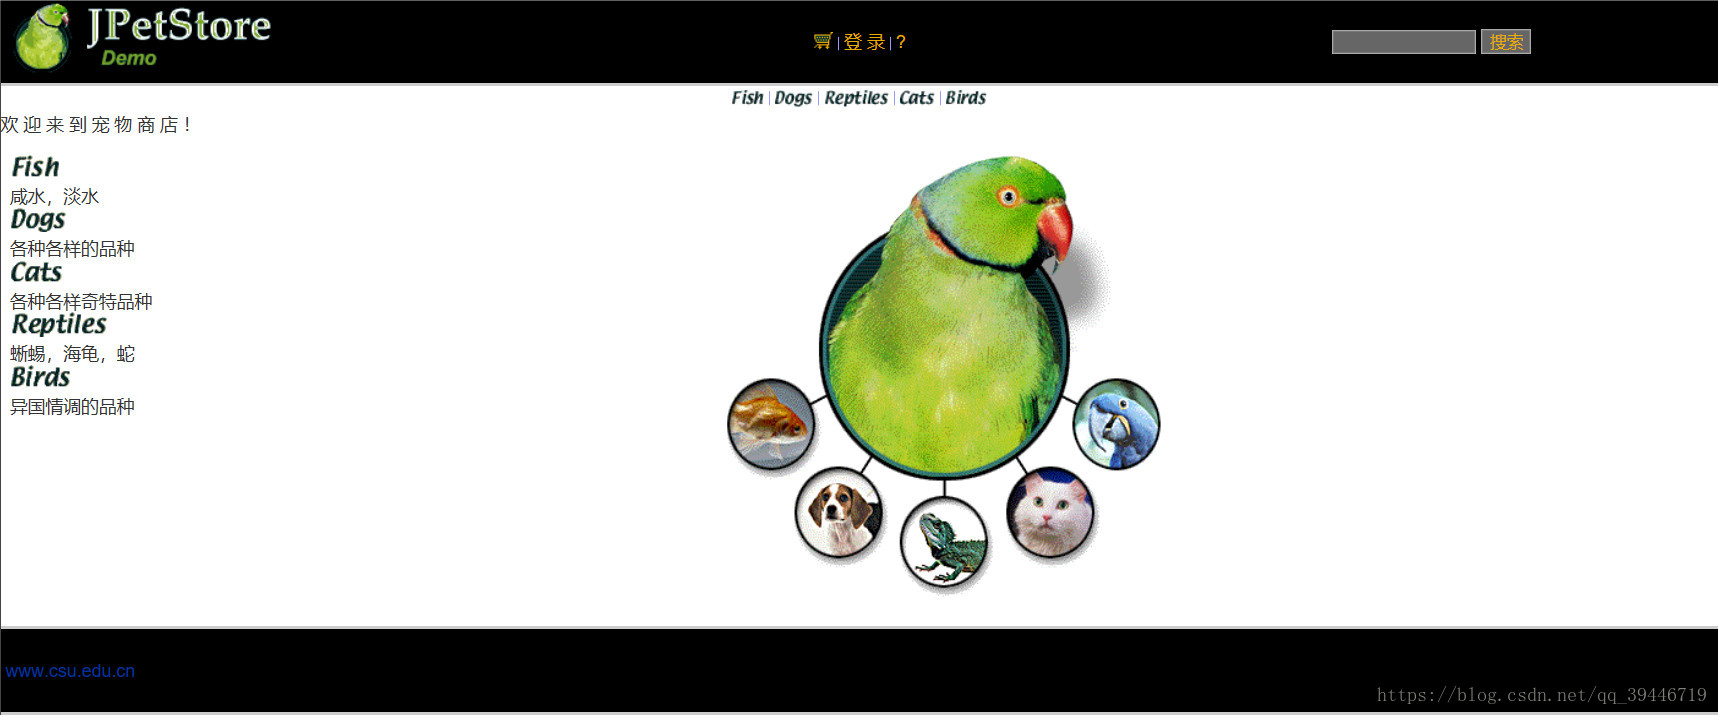 JPetStore
Demo
| 登录 | ?
搜索
Fish | Dogs | Reptiles | Cats | Birds
欢迎来到宠物商店！
Fish
咸水，淡水
Dogs
各种各样的品种
Cats
各种各样奇特品种
Reptiles
蜥蜴，海龟，蛇
Birds
异国情调的品种
www.csu.edu.cn
https://blog.csdn.net/qq_39446719